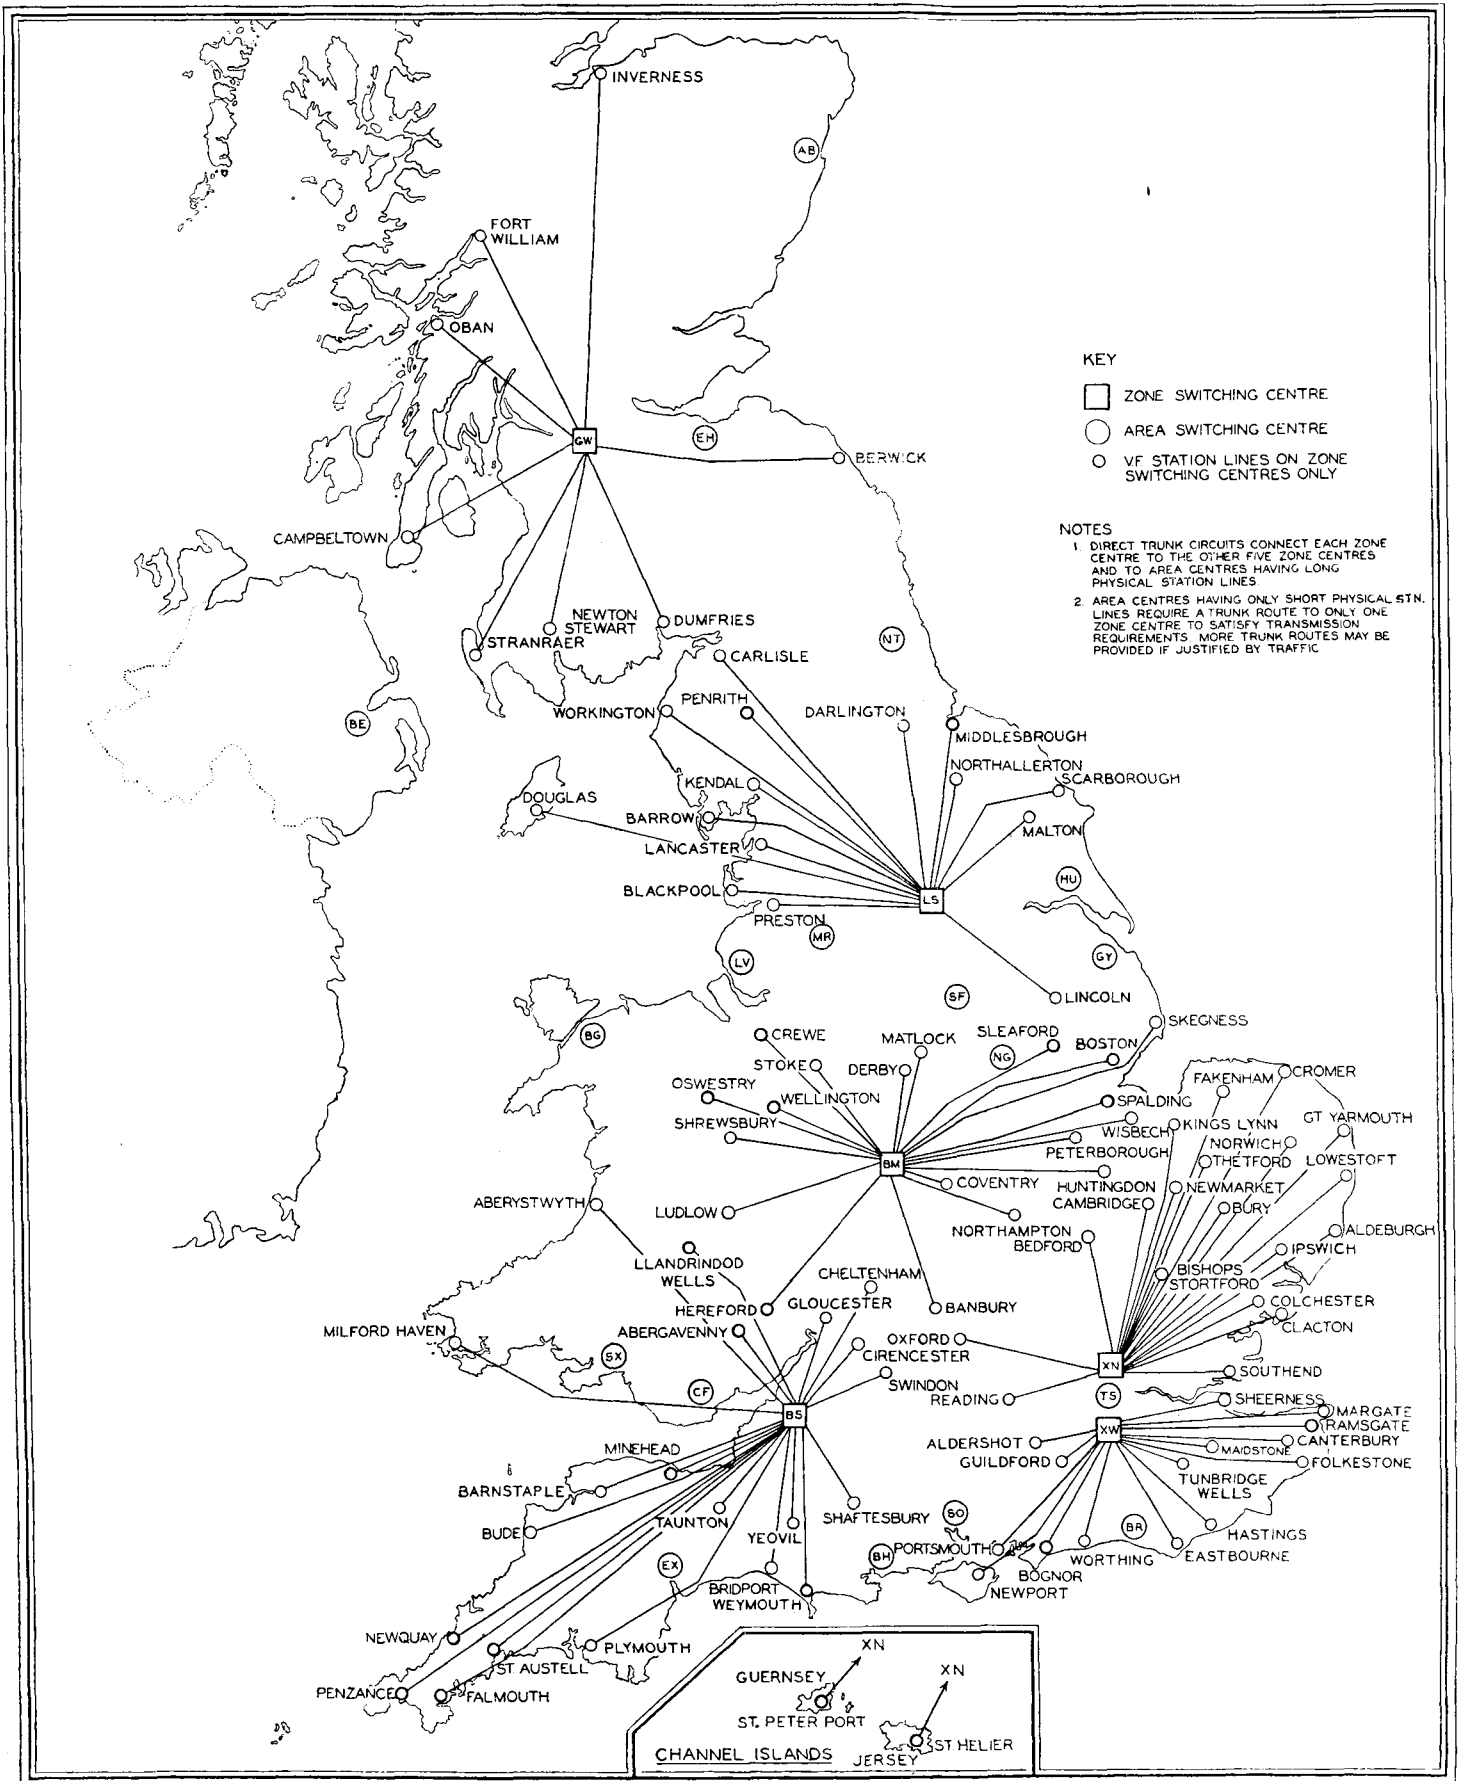 INVERNESS
AB
FORT
WILLIAM
OBAN
KEY
ZONE SWITCHING CENTRE
AREA SWITCHING CENTRE
V.F. STATION LINES ON ZONE
SWITCHING CENTRES ONLY
GW
EH
BERWICK
CAMPBELTOWN
NOTES
1. DIRECT TRUNK CIRCUITS CONNECT EACH ZONE
CENTRE TO THE OTHER FIVE ZONE CENTRES
AND TO AREA CENTRES HAVING LONG
PHYSICAL STATION LINES.
2. AREA CENTRES HAVING ONLY SHORT PHYSICAL STN.
LINES REQUIRE A TRUNK ROUTE TO ONLY ONE
ZONE CENTRE TO SATISFY TRANSMISSION
REQUIREMENTS. MORE TRUNK ROUTES MAY BE
PROVIDED IF JUSTIFIED BY TRAFFIC
NEWTON
STEWART
DUMFRIES
STRANRAER
NT
CARLISLE
BE
WORKINGTON
PENRITH
DARLINGTON
MIDDLESBROUGH
NORTHALLERTON
SCARBOROUGH
KENDAL
DOUGLAS
BARROW
MALTON
LANCASTER
HU
BLACKPOOL
LS
PRESTON
MR
LV
GY
SF
LINCOLN
SKEGNESS
BG
CREWE
MATLOCK
SLEAFORD
NG
BOSTON
STOKE
DERBY
FAKENHAM
CROMER
OSWESTRY
WELLINGTON
SPALDING
SHREWSBURY
WISBECH
KINGS LYNN
GT YARMOUTH
NORWICH
PETERBOROUGH
THETFORD
LOWESTOFT
BM
COVENTRY
HUNTINGDON
NEWMARKET
ABERYSTWYTH
LUDLOW
CAMBRIDGE
BURY
NORTHAMPTON
BEDFORD
ALDEBURGH
IPSWICH
LLANDRINDOD
WELLS
CHELTENHAM
BISHOPS
STORTFORD
HEREFORD
GLOUCESTER
BANBURY
COLCHESTER
CLACTON
MILFORD HAVEN
ABERGAVENNY
OXFORD
CIRENCESTER
SX
XN
SOUTHEND
SWINDON
CF
READING
TS
SHEERNESS
BS
XW
MARGATE
RAMSGATE
CANTERBURY
MINEHEAD
ALDERSHOT
MAIDSTONE
GUILDFORD
FOLKESTONE
BARNSTAPLE
TUNBRIDGE
WELLS
SHAFTESBURY
SO
TAUNTON
BUDE
YEOVIL
BR
HASTINGS
BH
PORTSMOUTH
WORTHING
EASTBOURNE
EX
BOGNOR
BRIDPORT
NEWPORT
WEYMOUTH
NEWQUAY
PLYMOUTH
ST. AUSTELL
PENZANCE
FALMOUTH
XN
GUERNSEY
XN
ST. PETER PORT
ST. HELIER
CHANNEL ISLANDS
JERSEY